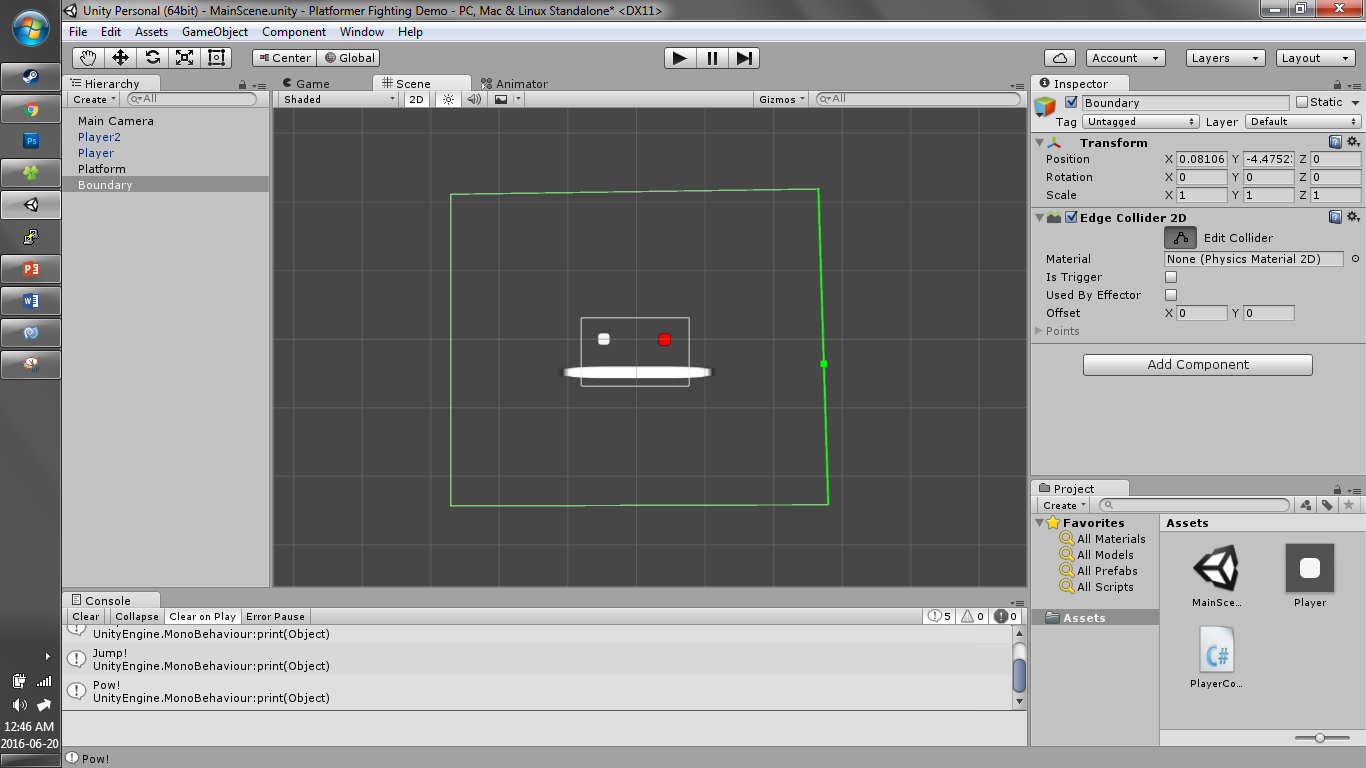 Unity Personal (64bit) - MainScene.unity - Platformer Fighting Demo - PC, Mac & Linux Standalone* <DX11>
File Edit Assets GameObject Component Window Help
Center Global Account Layers Layout
Hierarchy
Create All
Main Camera
Player2
Player
Platform
Boundary
Game Scene Animator
Shaded 2D Gizmos All
Inspector
Boundary Static
Tag Untagged Layer Default
Transform
Position X 0.08106 Y -4.4752 Z 0
Rotation X 0 Y 0 Z 0
Scale X 1 Y 1 Z 1
Edge Collider 2D
Edit Collider
Material None (Physics Material 2D)
Is Trigger
Used By Effector
Offset X 0 Y 0
Points
Add Component
Project
Create
Favorites
All Materials
All Models
All Prefabs
All Scripts
Assets
Assets
MainSce...
Player
PlayerCo...
Console
Clear Collapse Clear on Play Error Pause 5 0 0
UnityEngine.MonoBehaviour:print(Object)
Jump!
UnityEngine.MonoBehaviour:print(Object)
Pow!
UnityEngine.MonoBehaviour:print(Object)
Pow!
Ps
12:46 AM
2016-06-20